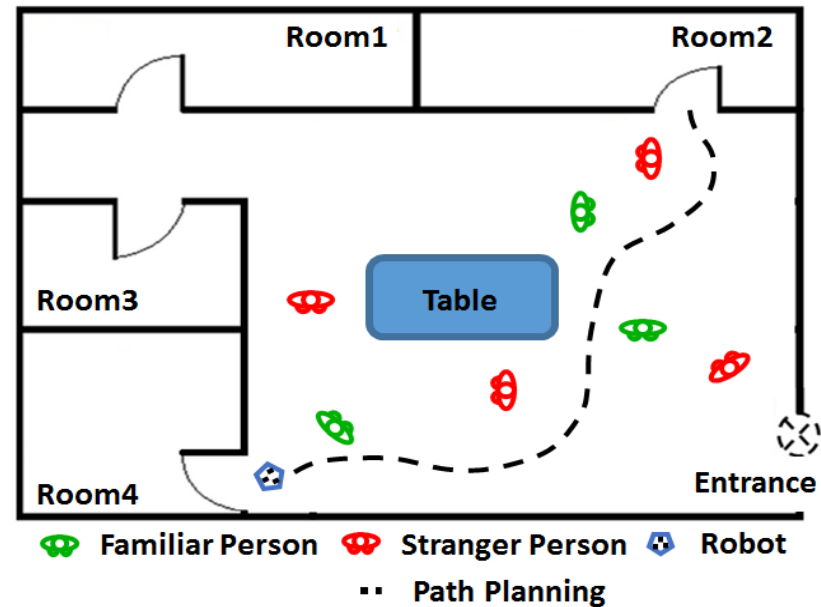 Room1
Room2
Room3
Table
Room4
Entrance
Familiar Person
Stranger Person
Robot
Path Planning